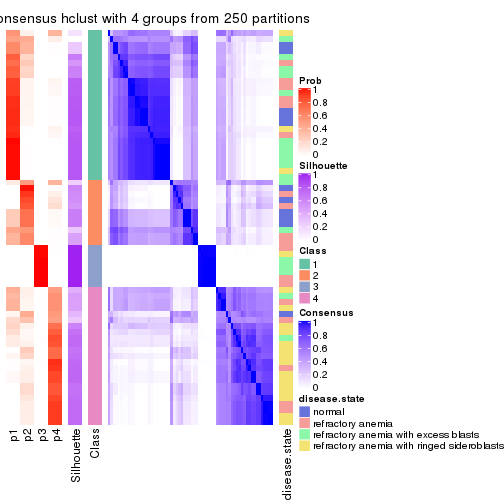 onsensus hclust with 4 groups from 250 partitions
Prob
1
0.8
0.6
0.4
0.2
0
Silhouette
1
0.8
0.6
0.4
0.2
0
Class
1
2
3
4
Consensus
1
0.8
0.6
0.4
0.2
0
disease.state
normal
refractory anemia
refractory anemia with excess blasts
refractory anemia with ringed sideroblasts
p1
p2
p3
p4
Silhouette
Class
disease.state